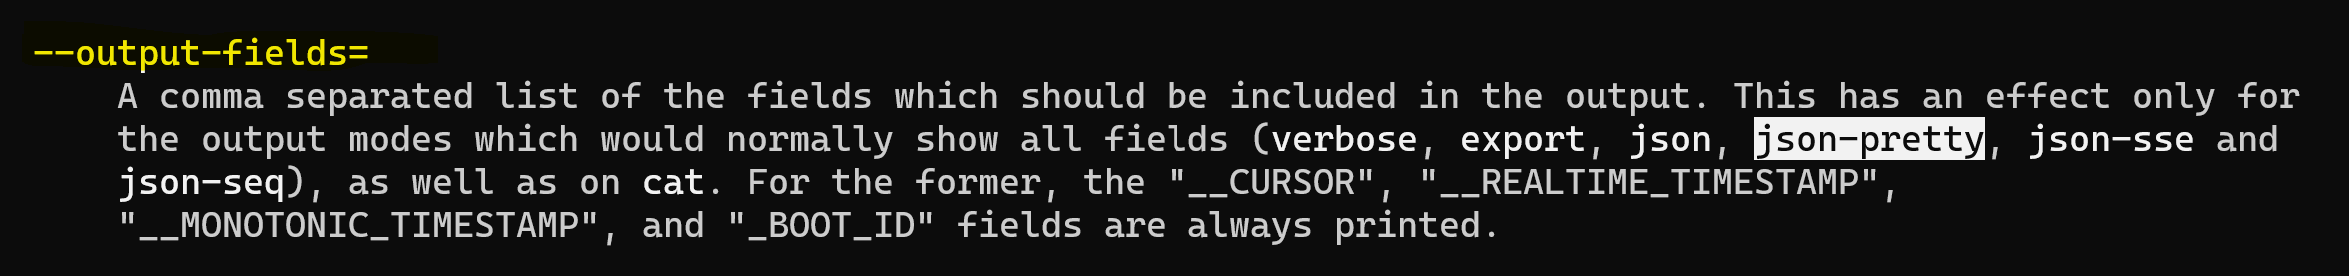 --output-fields=
A comma separated list of the fields which should be included in the output. This has an effect only for
the output modes which would normally show all fields (verbose, export, json, json-pretty, json-sse and
json-seq), as well as on cat. For the former, the "__CURSOR", "__REALTIME_TIMESTAMP",
"__MONOTONIC_TIMESTAMP", and "_BOOT_ID" fields are always printed.